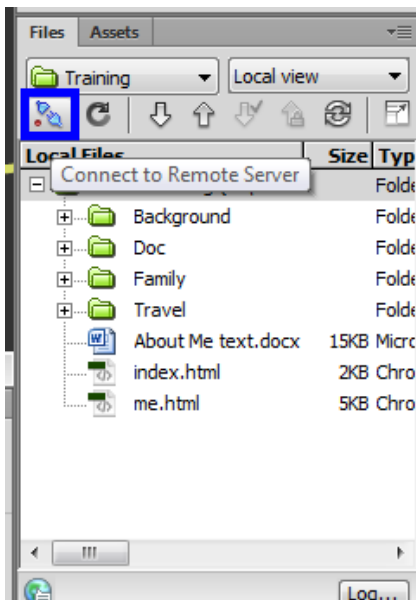 Files Assets
Training Local view
Local Files Size Typ
Connect to Remote Server
Folde
Background Folde
Doc Folde
Family Folde
Travel Folde
About Me text.docx 15KB Micro
index.html 2KB Chro
me.html 5KB Chro
Log...